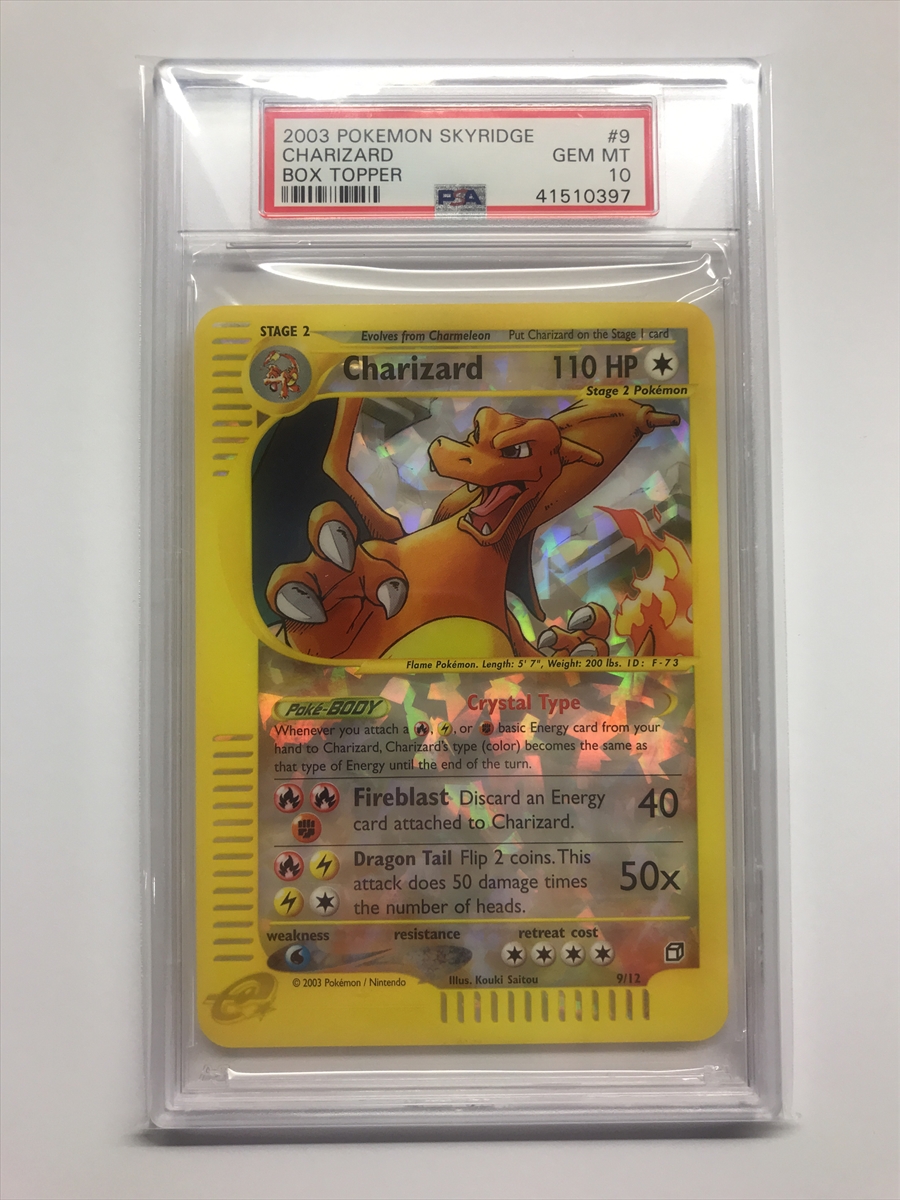 2003 POKEMON SKYRIDGE #9
CHARIZARD GEM MT
BOX TOPPER 10
PSA 41510397
STAGE 2 Evolves from Charmeleon Put Charizard on the Stage 1 card
Charizard 110 HP
Stage 2 Pokémon
Flame Pokémon. Length: 5' 7", Weight: 200 lbs. ID: F-73
Poké-BODY Crystal Type
Whenever you attach a , , or basic Energy card from your
hand to Charizard, Charizard's type (color) becomes the same as
that type of Energy until the end of the turn.
Fireblast Discard an Energy 40
card attached to Charizard.
Dragon Tail Flip 2 coins. This
attack does 50 damage times 50x
the number of heads.
weakness resistance retreat cost
© 2003 Pokémon / Nintendo Illus. Kouki Saitou 9/12
e